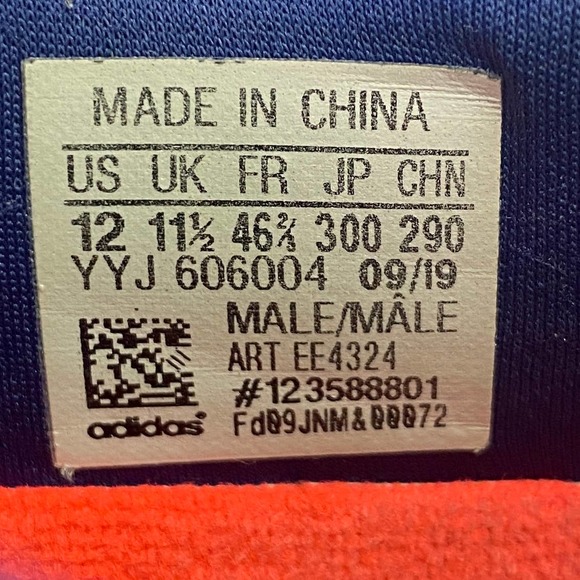 MADE IN CHINA
US UK FR JP CHN
12 11½ 46⅔ 300 290
YYJ 606004 09/19
MALE/MÂLE
ART EE4324
#123588801
adidas® Fd09JNM&00072